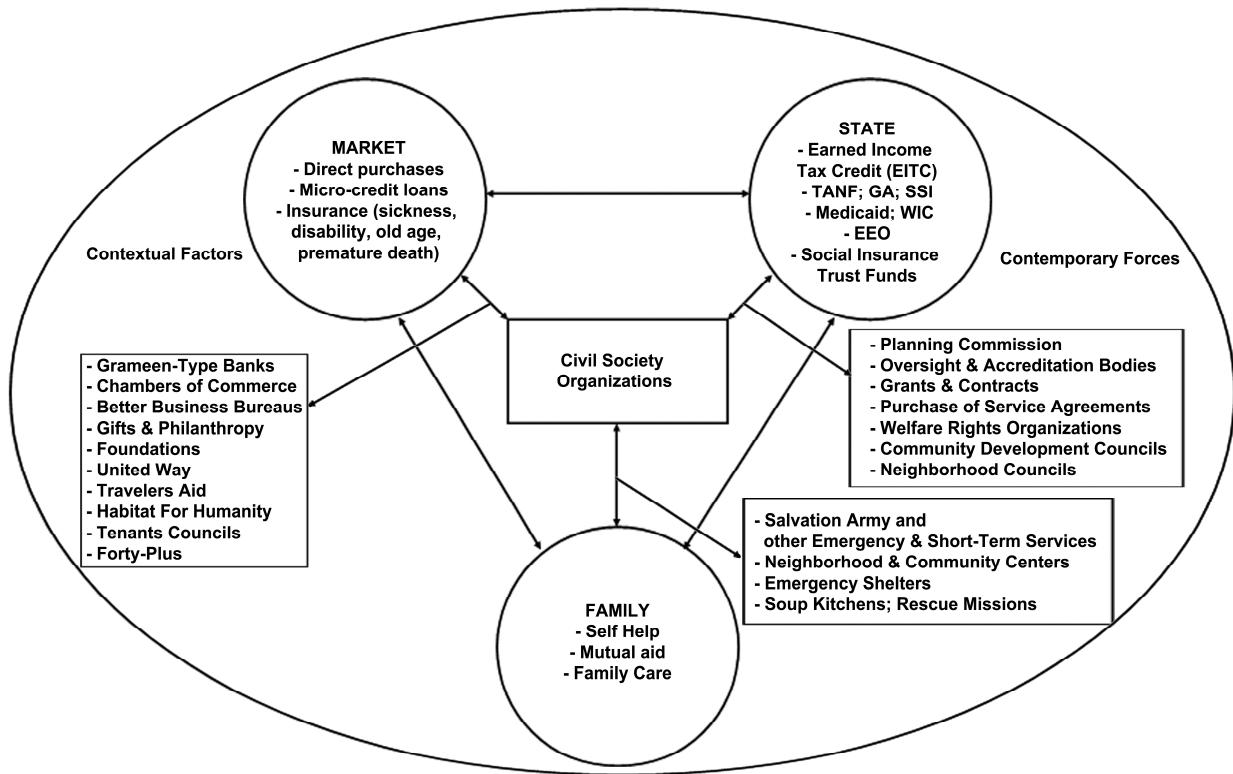 MARKET
- Direct purchases
- Micro-credit loans
- Insurance (sickness,
disability, old age,
premature death)
STATE
- Earned Income
Tax Credit (EITC)
- TANF; GA; SSI
- Medicaid; WIC
- EEO
- Social Insurance
Trust Funds
Contextual Factors
Contemporary Forces
Civil Society
Organizations
- Grameen-Type Banks
- Chambers of Commerce
- Better Business Bureaus
- Gifts & Philanthropy
- Foundations
- United Way
- Travelers Aid
- Habitat For Humanity
- Tenants Councils
- Forty-Plus
- Planning Commission
- Oversight & Accreditation Bodies
- Grants & Contracts
- Purchase of Service Agreements
- Welfare Rights Organizations
- Community Development Councils
- Neighborhood Councils
- Salvation Army and
other Emergency & Short-Term Services
- Neighborhood & Community Centers
- Emergency Shelters
- Soup Kitchens; Rescue Missions
FAMILY
- Self Help
- Mutual aid
- Family Care